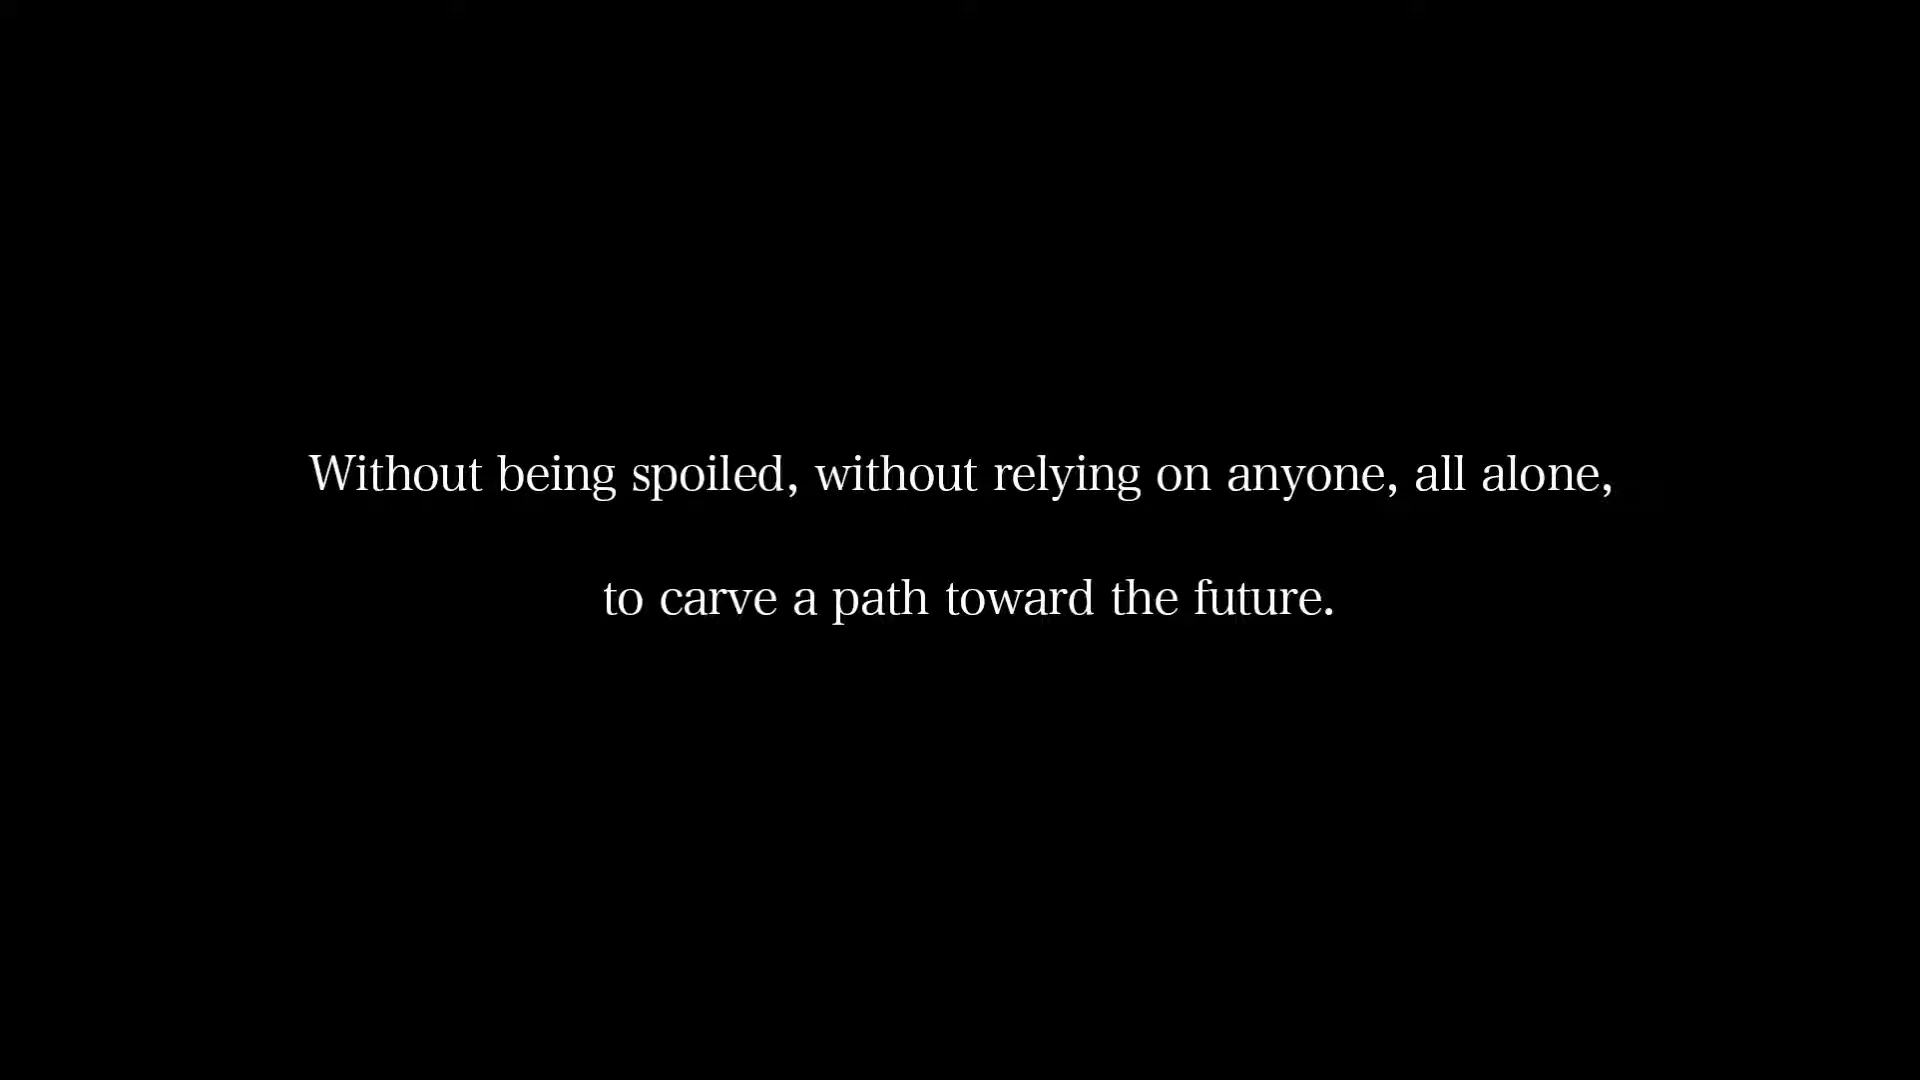 Without being spoiled, without relying on anyone, all alone,
to carve a path toward the future.